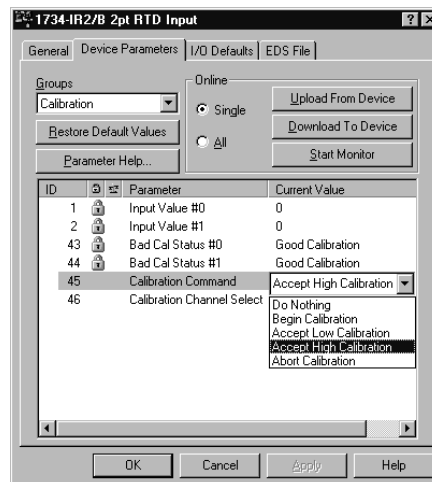 1734-IR2/B 2pt RTD Input
General Device Parameters I/O Defaults EDS File
Groups
Calibration
Restore Default Values
Parameter Help...
Online
Single
All
Upload From Device
Download To Device
Start Monitor
ID Parameter Current Value
1 Input Value #0 0
2 Input Value #1 0
43 Bad Cal Status #0 Good Calibration
44 Bad Cal Status #1 Good Calibration
45 Calibration Command Accept High Calibration
46 Calibration Channel Select
Do Nothing
Begin Calibration
Accept Low Calibration
Accept High Calibration
Abort Calibration
OK Cancel Apply Help